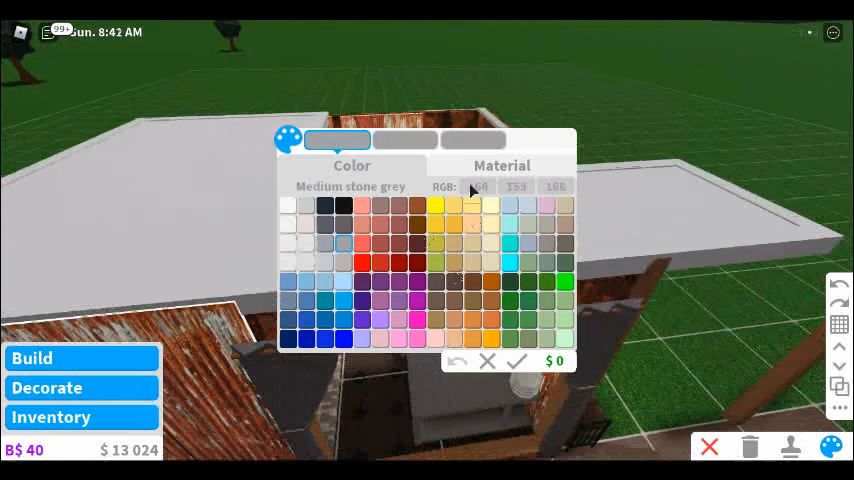 99+
Sun. 8:42 AM
Color
Material
Medium stone grey
RGB:
$ 0
Build
Decorate
Inventory
B$ 40
$ 13 024